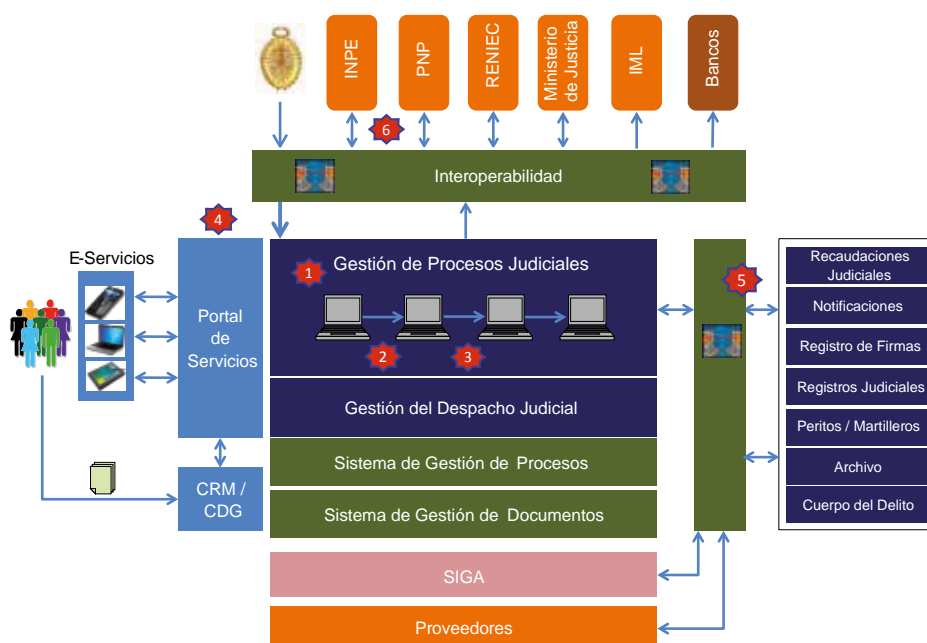 INPE
PNP
RENIEC
Ministerio
de Justicia
IML
Bancos
6
Interoperabilidad
4
E-Servicios
Portal
de
Servicios
1
Gestión de Procesos Judiciales
2
3
5
Recaudaciones
Judiciales
Notificaciones
Registro de Firmas
Registros Judiciales
Peritos / Martilleros
Archivo
Cuerpo del Delito
Gestión del Despacho Judicial
Sistema de Gestión de Procesos
CRM /
CDG
Sistema de Gestión de Documentos
SIGA
Proveedores